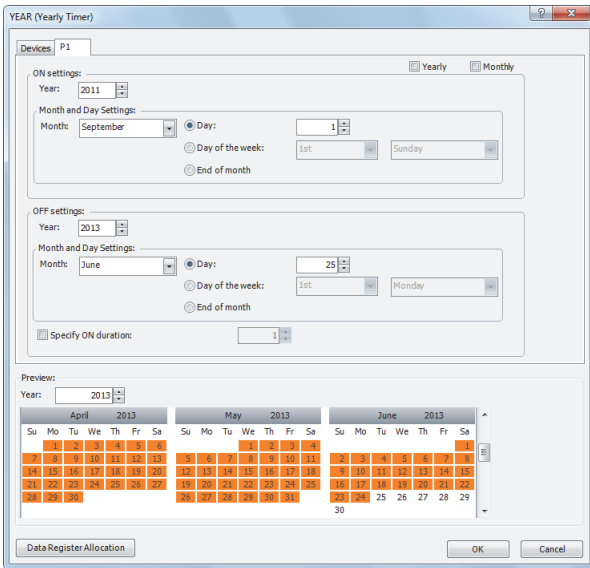 YEAR (Yearly Timer)
Devices P1
Yearly Monthly
ON settings:
Year: 2011
Month and Day Settings:
Month: September Day: 1
Day of the week: 1st Sunday
End of month
OFF settings:
Year: 2013
Month and Day Settings:
Month: June Day: 25
Day of the week: 1st Monday
End of month
Specify ON duration: 1
Preview:
Year: 2013
April 2013 May 2013 June 2013
Su Mo Tu We Th Fr Sa Su Mo Tu We Th Fr Sa Su Mo Tu We Th Fr Sa
1 2 3 4 5 6 1 2 3 4 1
7 8 9 10 11 12 13 5 6 7 8 9 10 11 2 3 4 5 6 7 8
14 15 16 17 18 19 20 12 13 14 15 16 17 18 9 10 11 12 13 14 15
21 22 23 24 25 26 27 19 20 21 22 23 24 25 16 17 18 19 20 21 22
28 29 30 26 27 28 29 30 31 23 24 25 26 27 28 29
30
Data Register Allocation OK Cancel